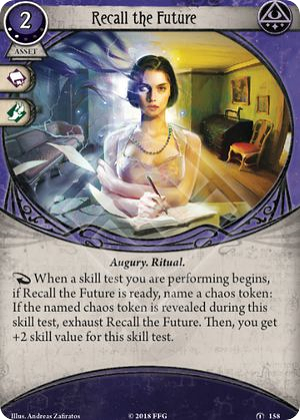 Recall the Future
2
ASSET
Augury. Ritual.
When a skill test you are performing begins,
if Recall the Future is ready, name a chaos token:
If the named chaos token is revealed during this
skill test, exhaust Recall the Future. Then, you get
+2 skill value for this skill test.
Illus. Andreas Zafiratos
© 2018 FFG
158